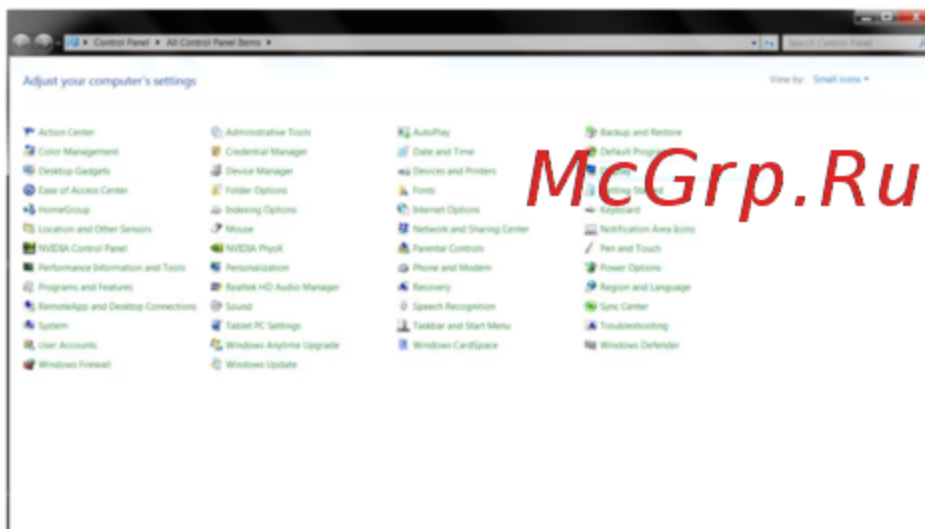 Control Panel ▸ All Control Panel Items ▸
Search Control Panel
Adjust your computer's settings
View by: Small icons
Action Center
Administrative Tools
AutoPlay
Backup and Restore
Color Management
Credential Manager
Date and Time
Default
Desktop Gadgets
Device Manager
Devices and Printers
McGrp.Ru
Ease of Access Center
Folder Options
Fonts
Getting Started
HomeGroup
Indexing Options
Internet Options
Keyboard
Location and Other Sensors
Mouse
Network and Sharing Center
Notification Area Icons
NVIDIA Control Panel
NVIDIA PhysX
Parental Controls
Pen and Touch
Performance Information and Tools
Personalization
Phone and Modem
Power Options
Programs and Features
Realtek HD Audio Manager
Recovery
Region and Language
RemoteApp and Desktop Connections
Sound
Speech Recognition
Sync Center
System
Tablet PC Settings
Taskbar and Start Menu
Troubleshooting
User Accounts
Windows Anytime Upgrade
Windows CardSpace
Windows Defender
Windows Firewall
Windows Update